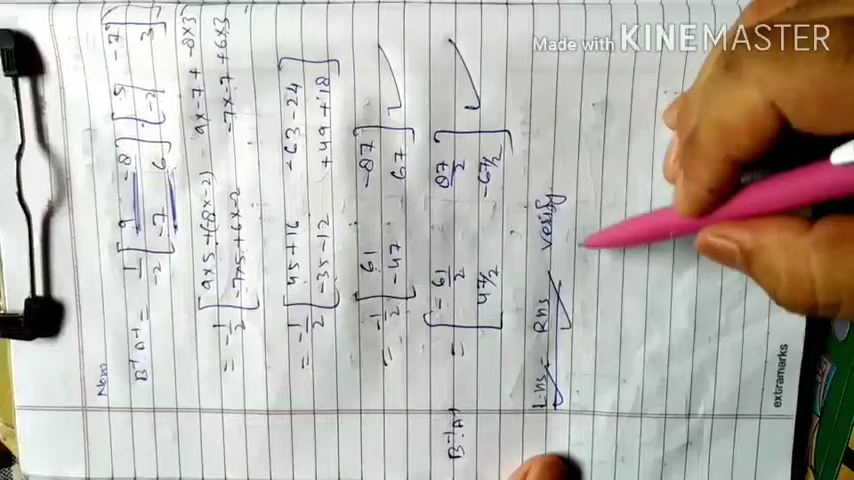 Now
B⁻¹.A⁻¹ = 1/-2 [9 -8] [5 -7]
[-7 6] [-2 3]
= -1/2 [9×5+(-8×-2) 9×-7+ -8×3]
[-7×5+6×-2 -7×-7+6×3]
= -1/2 [45+16 -63-24]
[-35-12 +49+18]
= -1/2 [61 -87]
[-47 67]
B⁻¹.A⁻¹ = [-61/2 87/2]
[47/2 -67/2]
L.hs = Rhs verify
extramarks
Made with KINEMASTER